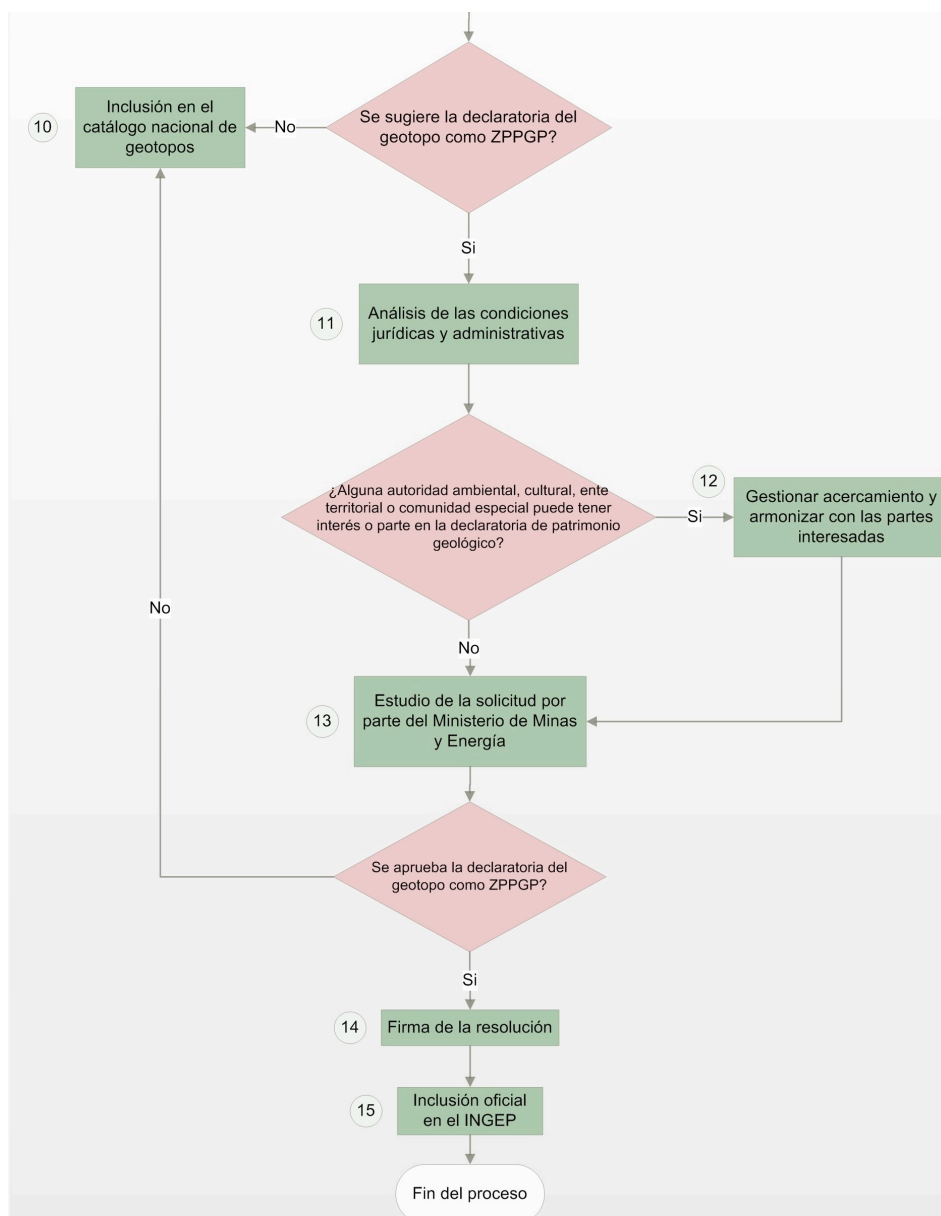 Se sugiere la declaratoria del
geotopo como ZPPGP?
No
10
Inclusión en el
catálogo nacional de
geotopos
Si
11
Análisis de las condiciones
jurídicas y administrativas
¿Alguna autoridad ambiental, cultural, ente
territorial o comunidad especial puede tener
interés o parte en la declaratoria de patrimonio
geológico?
Si
12
Gestionar acercamiento y
armonizar con las partes
interesadas
No
No
13
Estudio de la solicitud por
parte del Ministerio de Minas
y Energía
Se aprueba la declaratoria del
geotopo como ZPPGP?
Si
14
Firma de la resolución
15
Inclusión oficial
en el INGEP
Fin del proceso